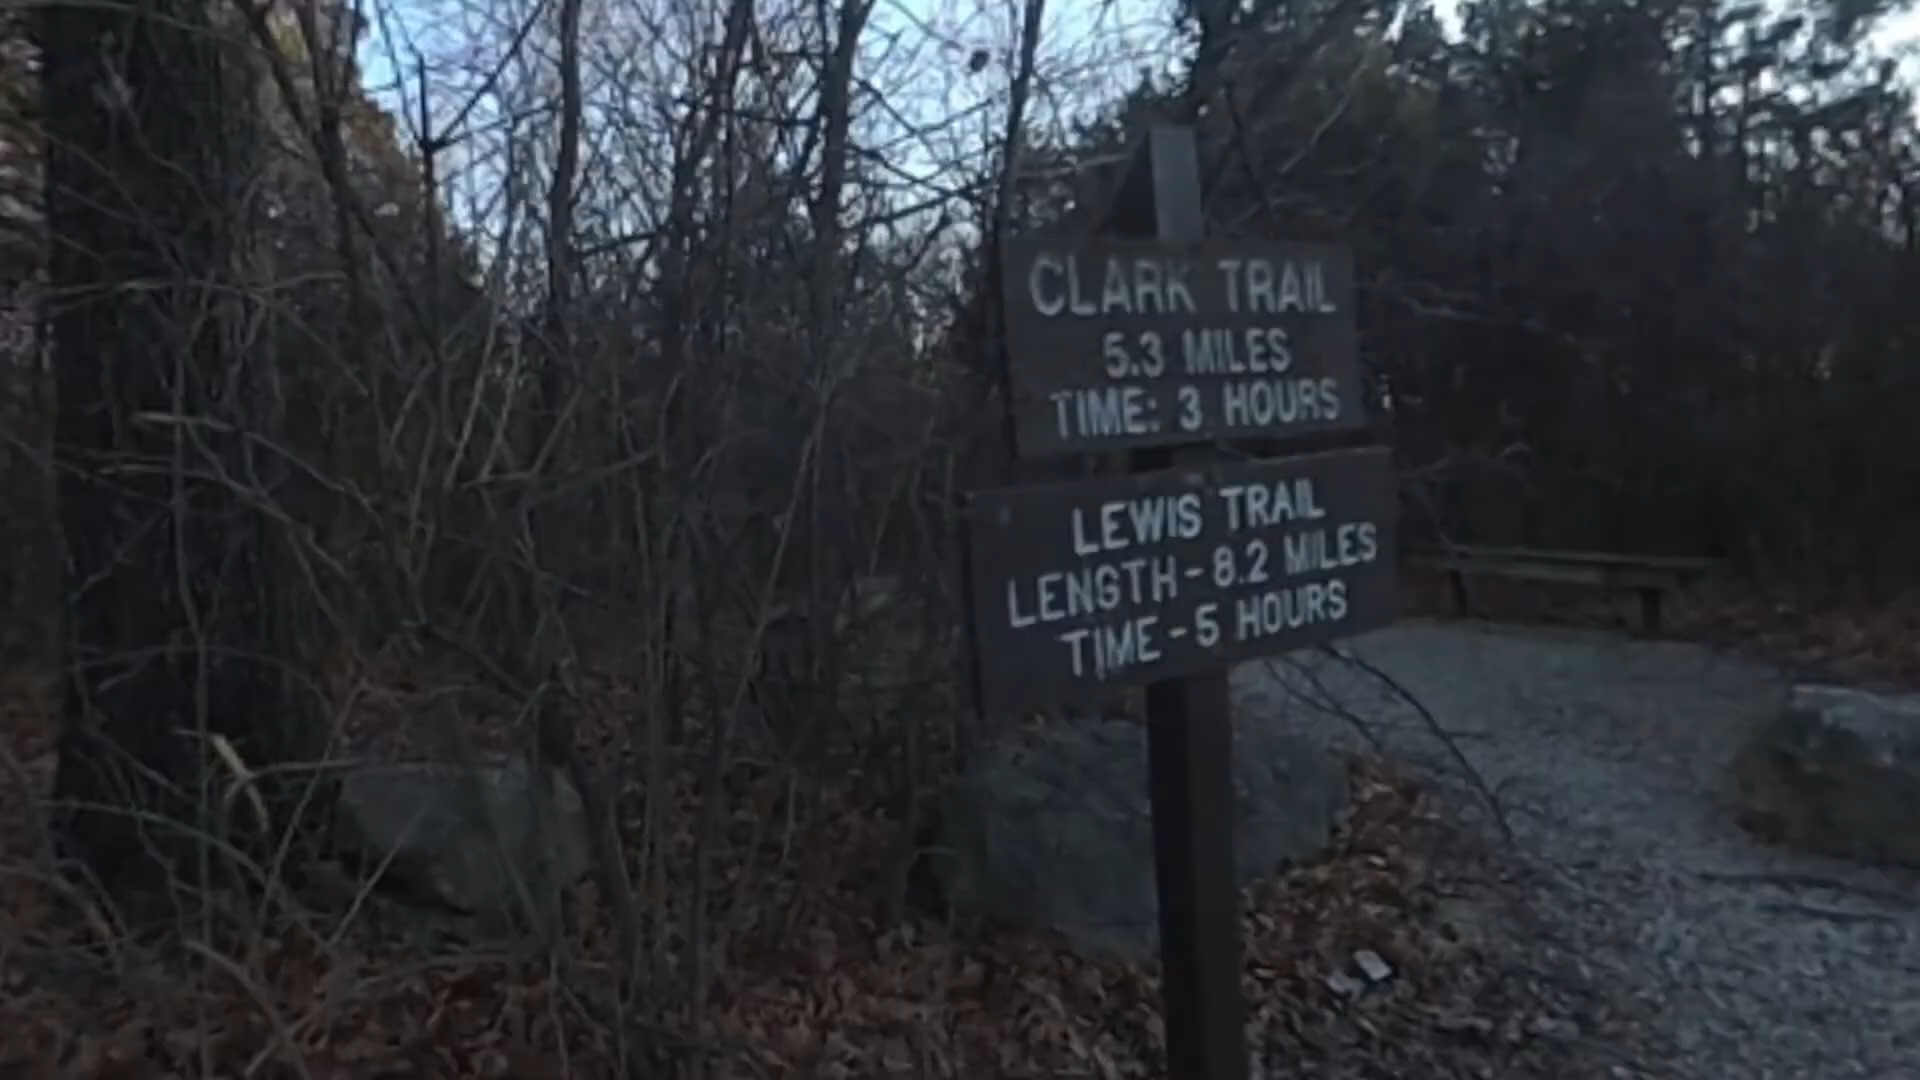 CLARK TRAIL
5.3 MILES
TIME: 3 HOURS
LEWIS TRAIL
LENGTH-8.2 MILES
TIME-5 HOURS